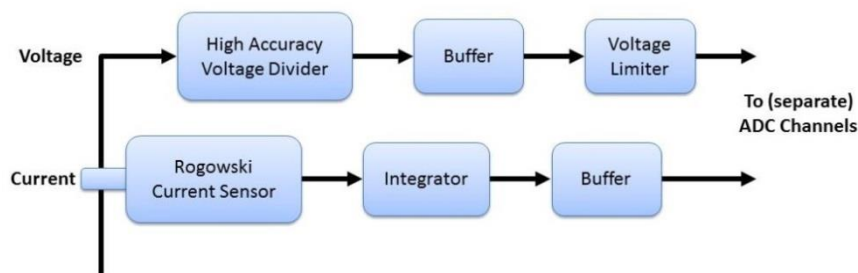 Voltage
High Accuracy
Voltage Divider
Buffer
Voltage
Limiter
To (separate)
ADC Channels
Current
Rogowski
Current Sensor
Integrator
Buffer